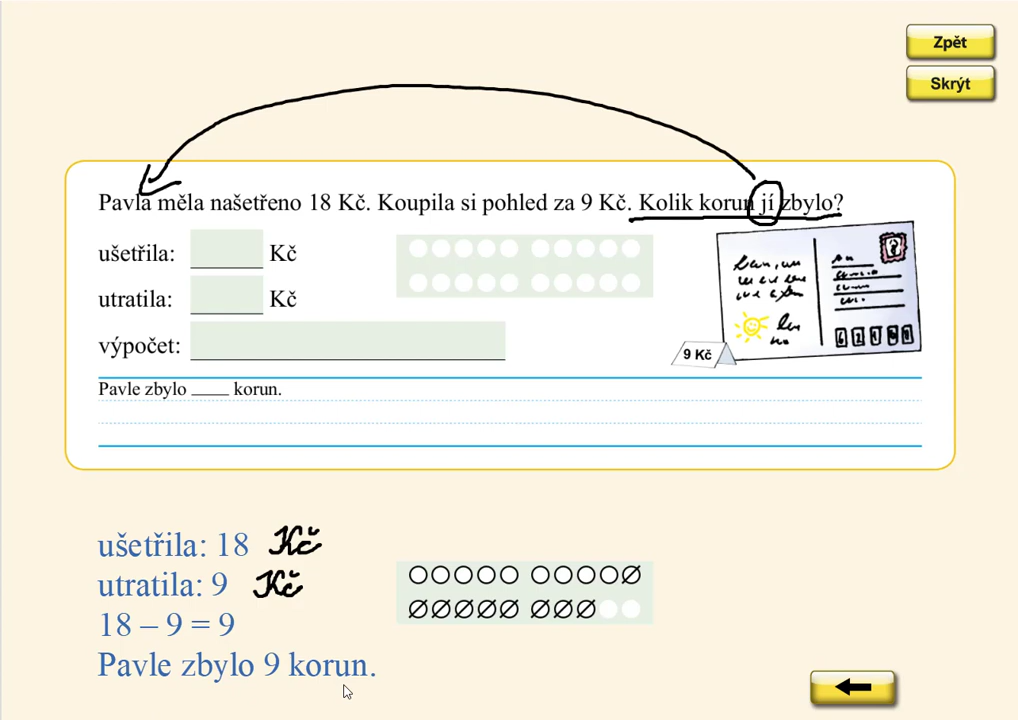 Zpět
Skrýt
Pavla měla našetřeno 18 Kč. Koupila si pohled za 9 Kč. Kolik korun jí zbylo?
ušetřila: Kč
utratila: Kč
výpočet:
9 Kč
Pavle zbylo ____ korun.
ušetřila: 18 Kč
utratila: 9 Kč
18 – 9 = 9
Pavle zbylo 9 korun.